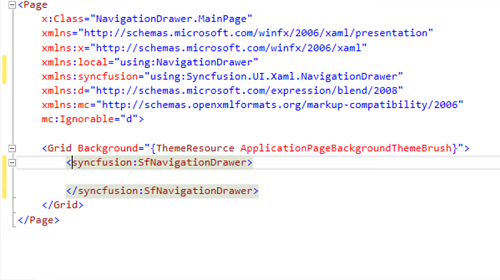 <Page
x:Class="NavigationDrawer.MainPage"
xmlns="http://schemas.microsoft.com/winfx/2006/xaml/presentation"
xmlns:x="http://schemas.microsoft.com/winfx/2006/xaml"
xmlns:local="using:NavigationDrawer"
xmlns:syncfusion="using:Syncfusion.UI.Xaml.NavigationDrawer"
xmlns:d="http://schemas.microsoft.com/expression/blend/2008"
xmlns:mc="http://schemas.openxmlformats.org/markup-compatibility/2006"
mc:Ignorable="d">
<Grid Background="{ThemeResource ApplicationPageBackgroundThemeBrush}">
<syncfusion:SfNavigationDrawer>
</syncfusion:SfNavigationDrawer>
</Grid>
</Page>